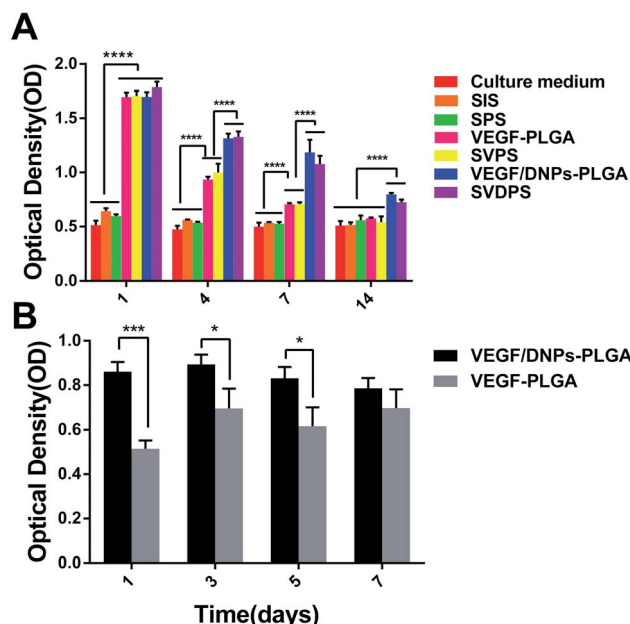 A
Optical Density(OD)
2.0
1.5
1.0
0.5
0.0
****
****
****
****
****
****
1
4
7
14
Culture medium
SIS
SPS
VEGF-PLGA
SVPS
VEGF/DNPs-PLGA
SVDPS
B
Optical Density(OD)
1.0
0.8
0.6
0.4
0.2
0.0
***
*
*
1
3
5
7
Time(days)
VEGF/DNPs-PLGA
VEGF-PLGA